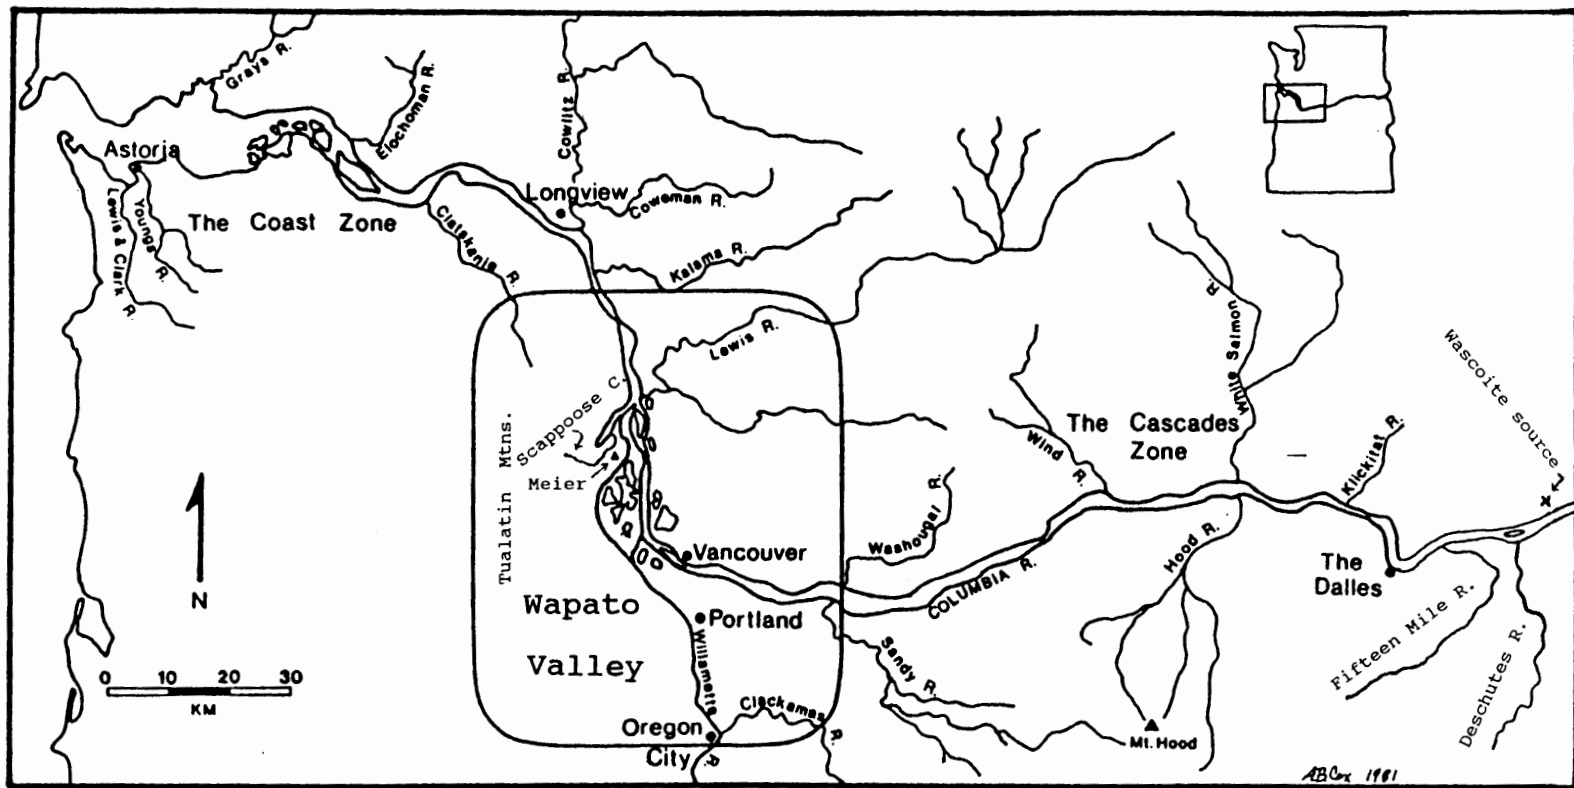 Grays R.
Elochoman R.
Cowlitz R.
Astoria
Longview
Coweman R.
Lewis & Clark R.
Youngs R.
The Coast Zone
Clatskanie R.
Kalama R.
Lewis R.
White Salmon R.
Wascoite source
Scappoose C.
Tualatin Mtns.
Meier
Wind R.
The Cascades
Zone
Klickitat R.
Washougal R.
Vancouver
COLUMBIA R.
Hood R.
The
Dalles
N
Wapato
Valley
Portland
Willamette R.
Sandy R.
Fifteen Mile R.
Deschutes R.
0 10 20 30
KM
Clackamas R.
Oregon
City
Mt. Hood
ABCox 1981